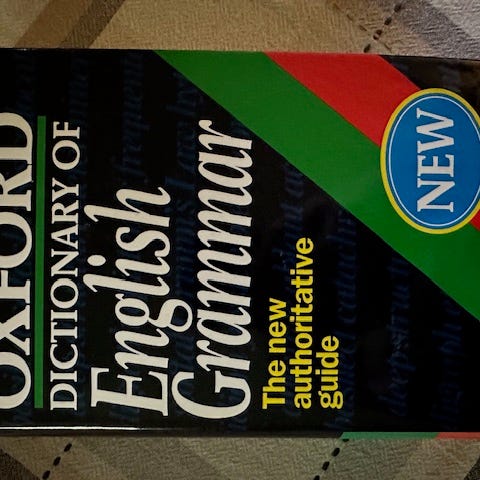 OXFORD
DICTIONARY OF
English
Grammar
The new
authoritative
guide
NEW